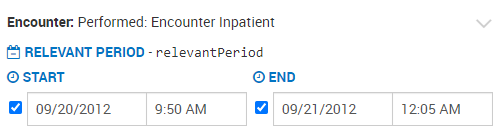 Encounter: Performed: Encounter Inpatient
RELEVANT PERIOD - relevantPeriod
START END
09/20/2012 9:50 AM 09/21/2012 12:05 AM